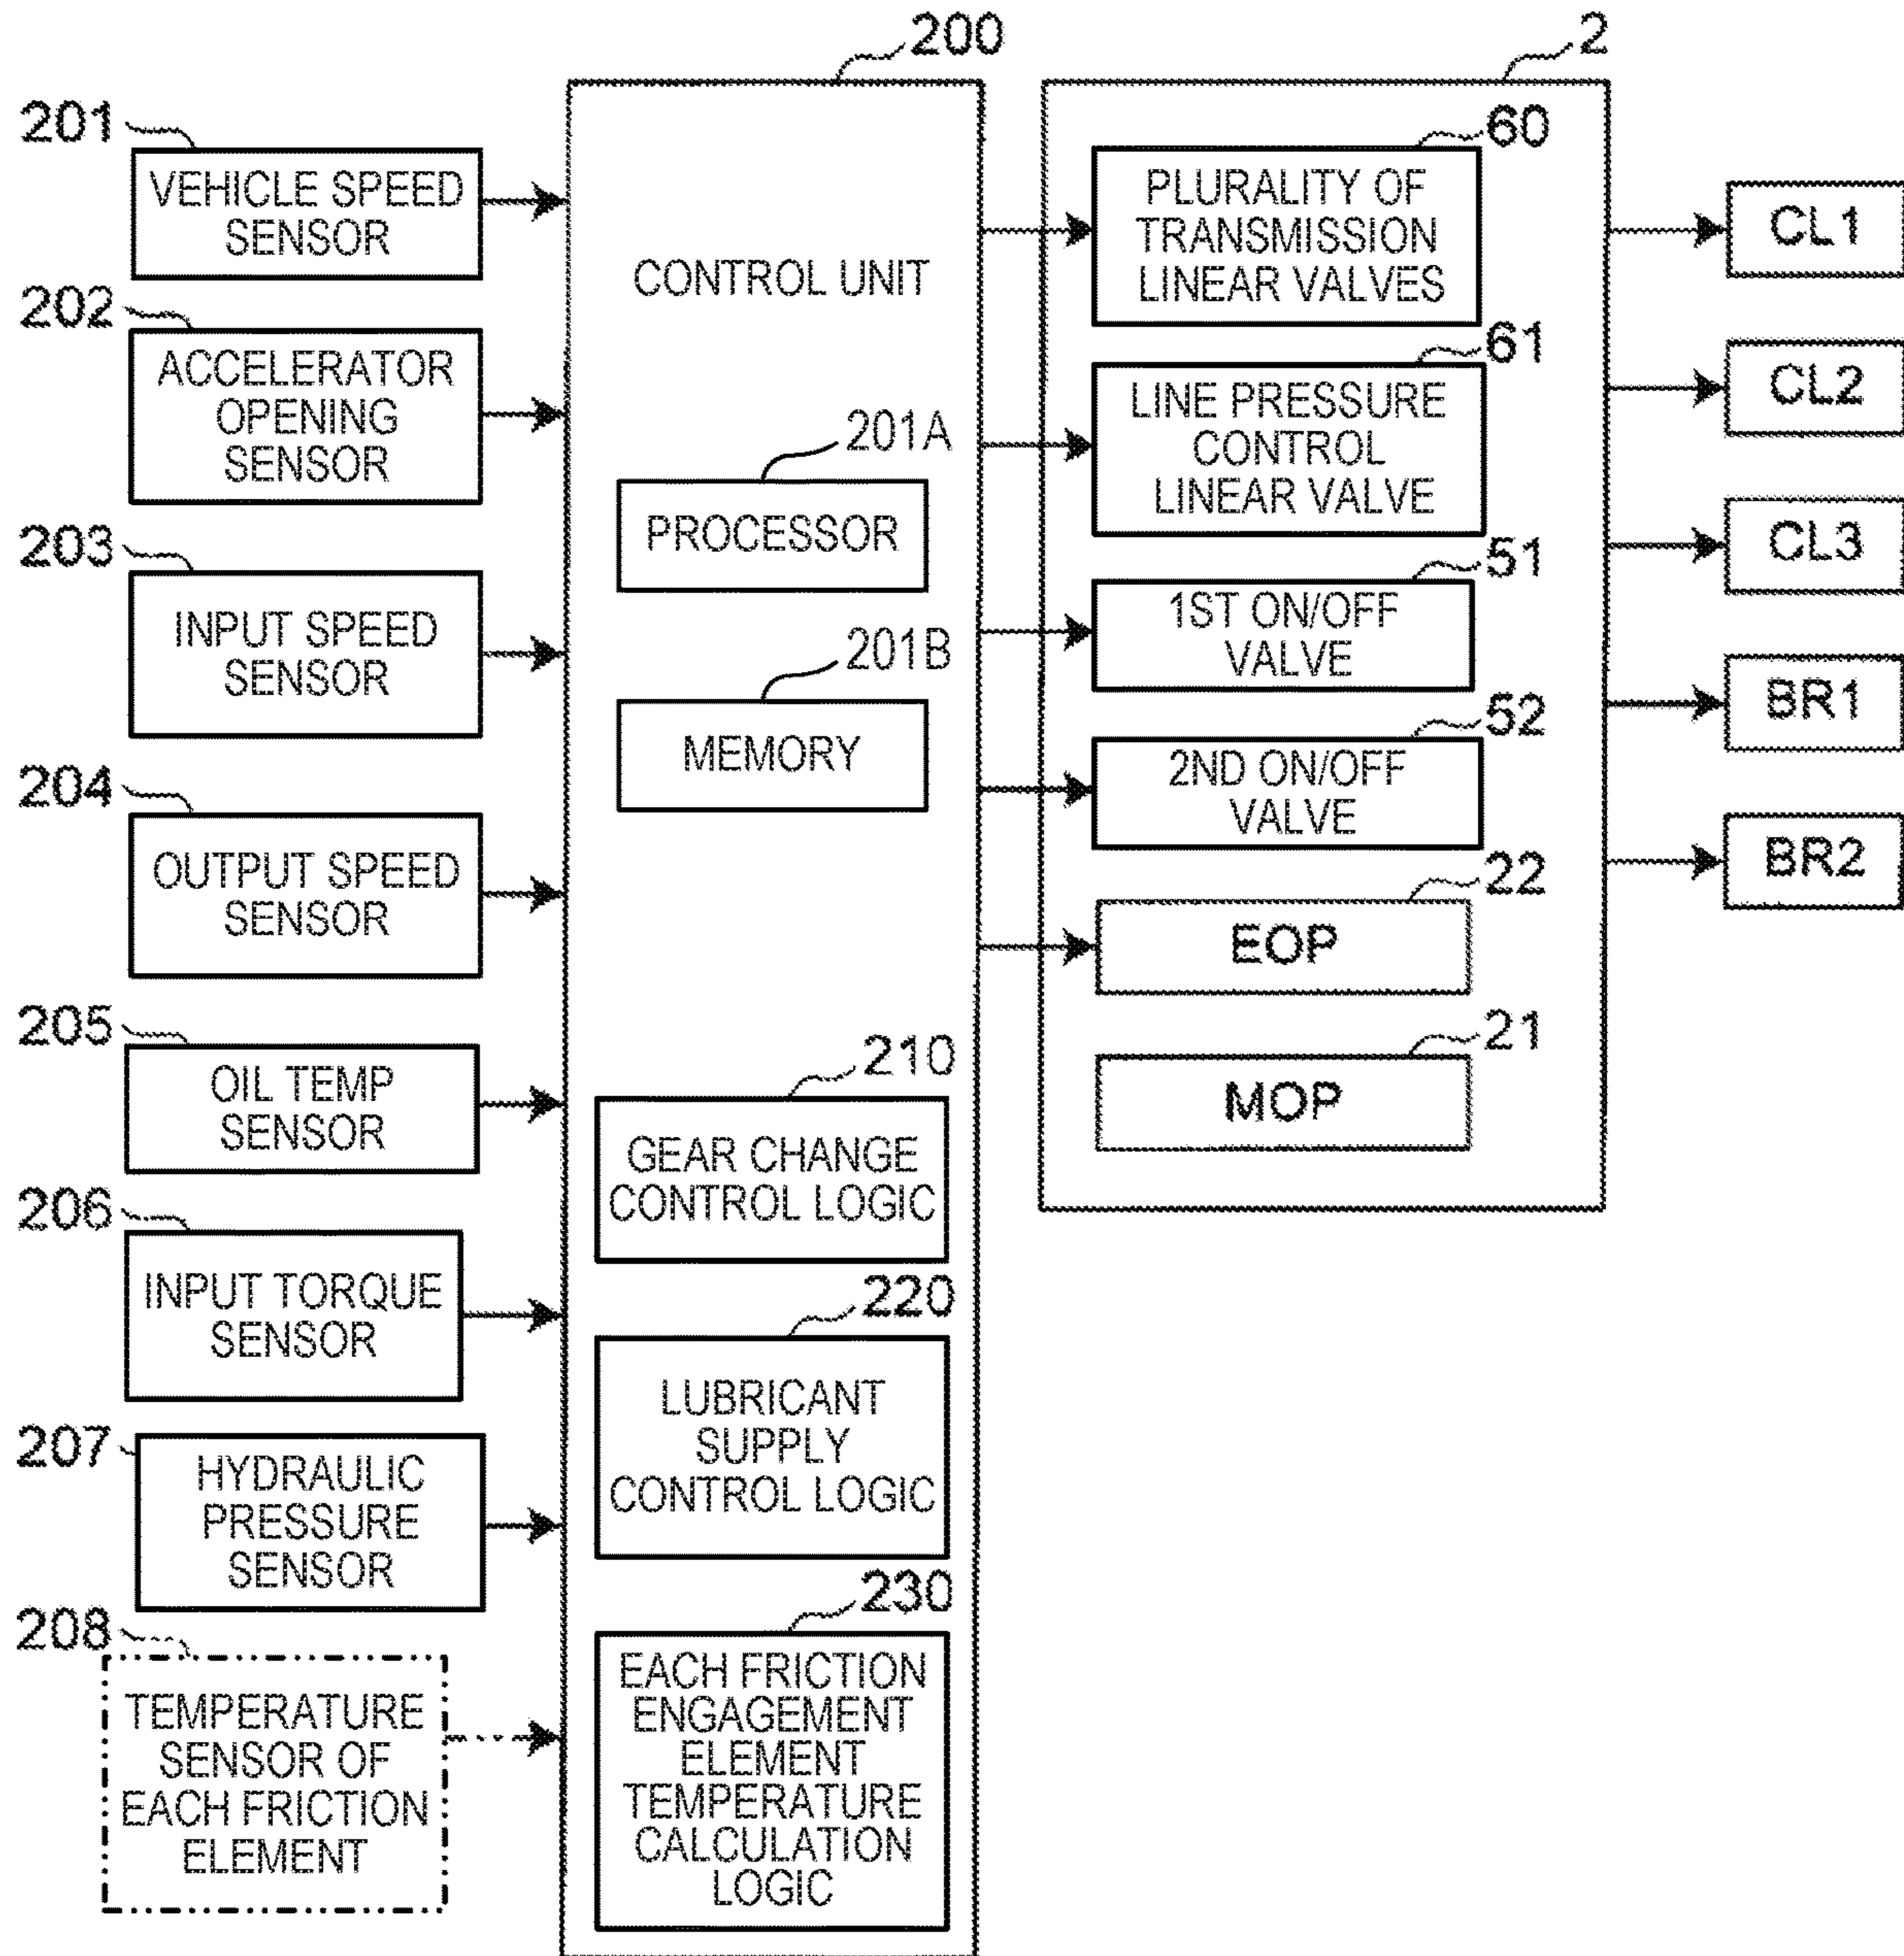 200
2
201
VEHICLE SPEED
SENSOR
202
ACCELERATOR
OPENING
SENSOR
203
INPUT SPEED
SENSOR
204
OUTPUT SPEED
SENSOR
205
OIL TEMP
SENSOR
206
INPUT TORQUE
SENSOR
207
HYDRAULIC
PRESSURE
SENSOR
208
TEMPERATURE
SENSOR OF
EACH FRICTION
ELEMENT
CONTROL UNIT
201A
PROCESSOR
201B
MEMORY
210
GEAR CHANGE
CONTROL LOGIC
220
LUBRICANT
SUPPLY
CONTROL LOGIC
230
EACH FRICTION
ENGAGEMENT
ELEMENT
TEMPERATURE
CALCULATION
LOGIC
60
PLURALITY OF
TRANSMISSION
LINEAR VALVES
61
LINE PRESSURE
CONTROL
LINEAR VALVE
51
1ST ON/OFF
VALVE
52
2ND ON/OFF
VALVE
22
EOP
21
MOP
CL1
CL2
CL3
BR1
BR2